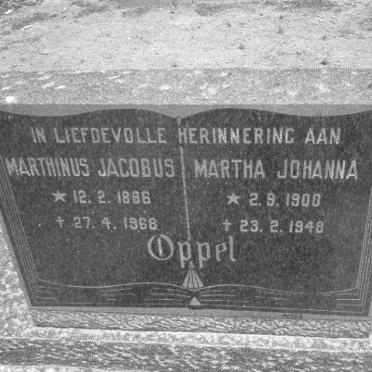 IN LIEFDEVOLLE HERINNERING AAN
MARTHINUS JACOBUS MARTHA JOHANNA
★ 12. 2. 1886 ★ 2. 9. 1900
✝ 27. 4. 1966 ✝ 23. 2. 1948
Oppel